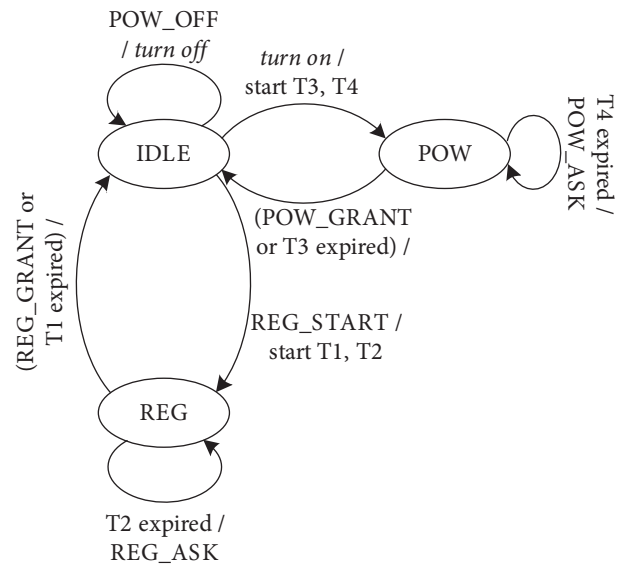 POW_OFF
/ turn off
turn on /
start T3, T4
IDLE
POW
T4 expired /
POW_ASK
(POW_GRANT
or T3 expired) /
(REG_GRANT or
T1 expired) /
REG_START /
start T1, T2
REG
T2 expired /
REG_ASK